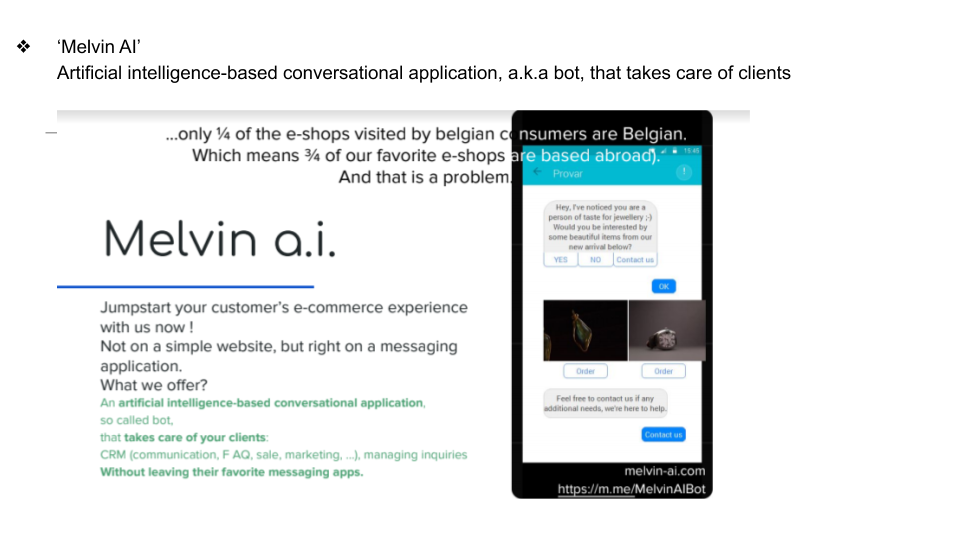 ❖ ‘Melvin AI’
Artificial intelligence-based conversational application, a.k.a bot, that takes care of clients
...only ¼ of the e-shops visited by belgian consumers are Belgian.
Which means ¾ of our favorite e-shops are based abroad).
And that is a problem.
Melvin a.i.
Jumpstart your customer’s e-commerce experience
with us now !
Not on a simple website, but right on a messaging
application.
What we offer?
An artificial intelligence-based conversational application,
so called bot,
that takes care of your clients:
CRM (communication, F AQ, sale, marketing, ...), managing inquiries
Without leaving their favorite messaging apps.
15:45
Provar
Hey, I've noticed you are a
person of taste for jewellery ;-)
Would you be interested by
some beautiful items from our
new arrival below?
YES NO Contact us
OK
Order Order
Feel free to contact us if any
additional needs, we're here to help.
Contact us
melvin-ai.com
https://m.me/MelvinAIBot